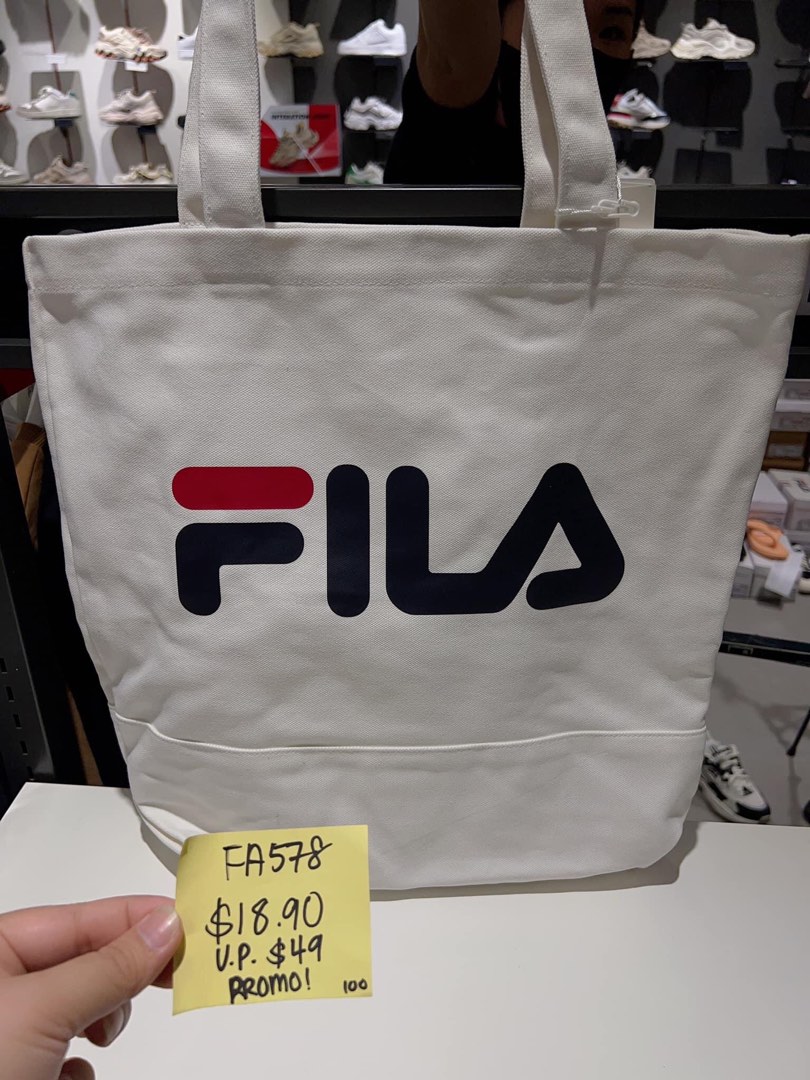 FILA
FA578
$18.90
U.P. $49
PROMO!
100